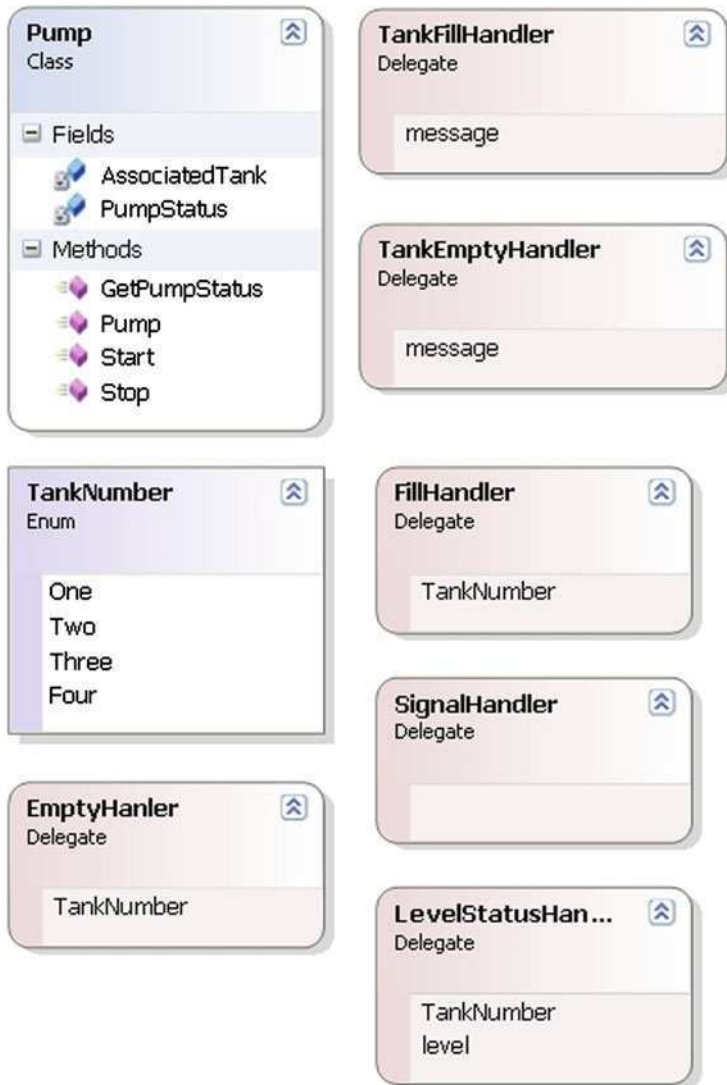 Pump
Class
Fields
AssociatedTank
PumpStatus
Methods
GetPumpStatus
Pump
Start
Stop
TankFillHandler
Delegate
message
TankEmptyHandler
Delegate
message
TankNumber
Enum
One
Two
Three
Four
FillHandler
Delegate
TankNumber
SignalHandler
Delegate
EmptyHanler
Delegate
TankNumber
LevelStatusHan...
Delegate
TankNumber
level